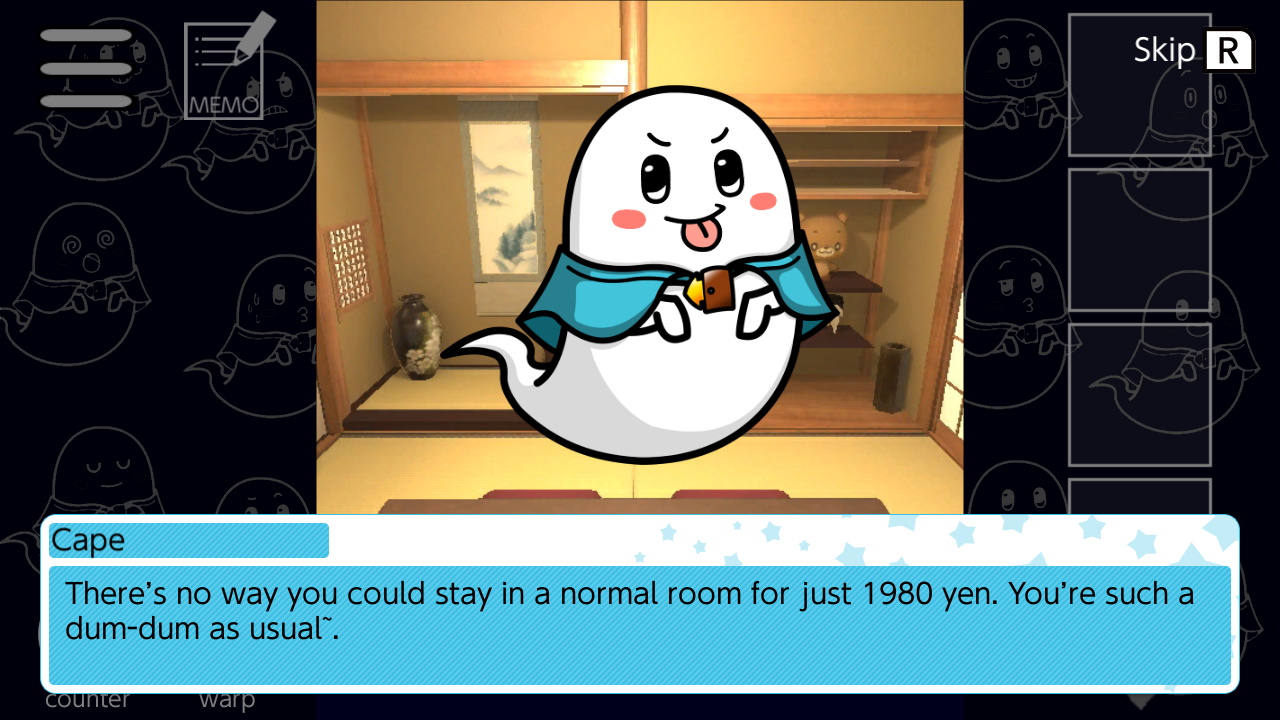 MEMO
Skip R
Cape
There's no way you could stay in a normal room for just 1980 yen. You're such a
dum-dum as usual˜.
counter warp